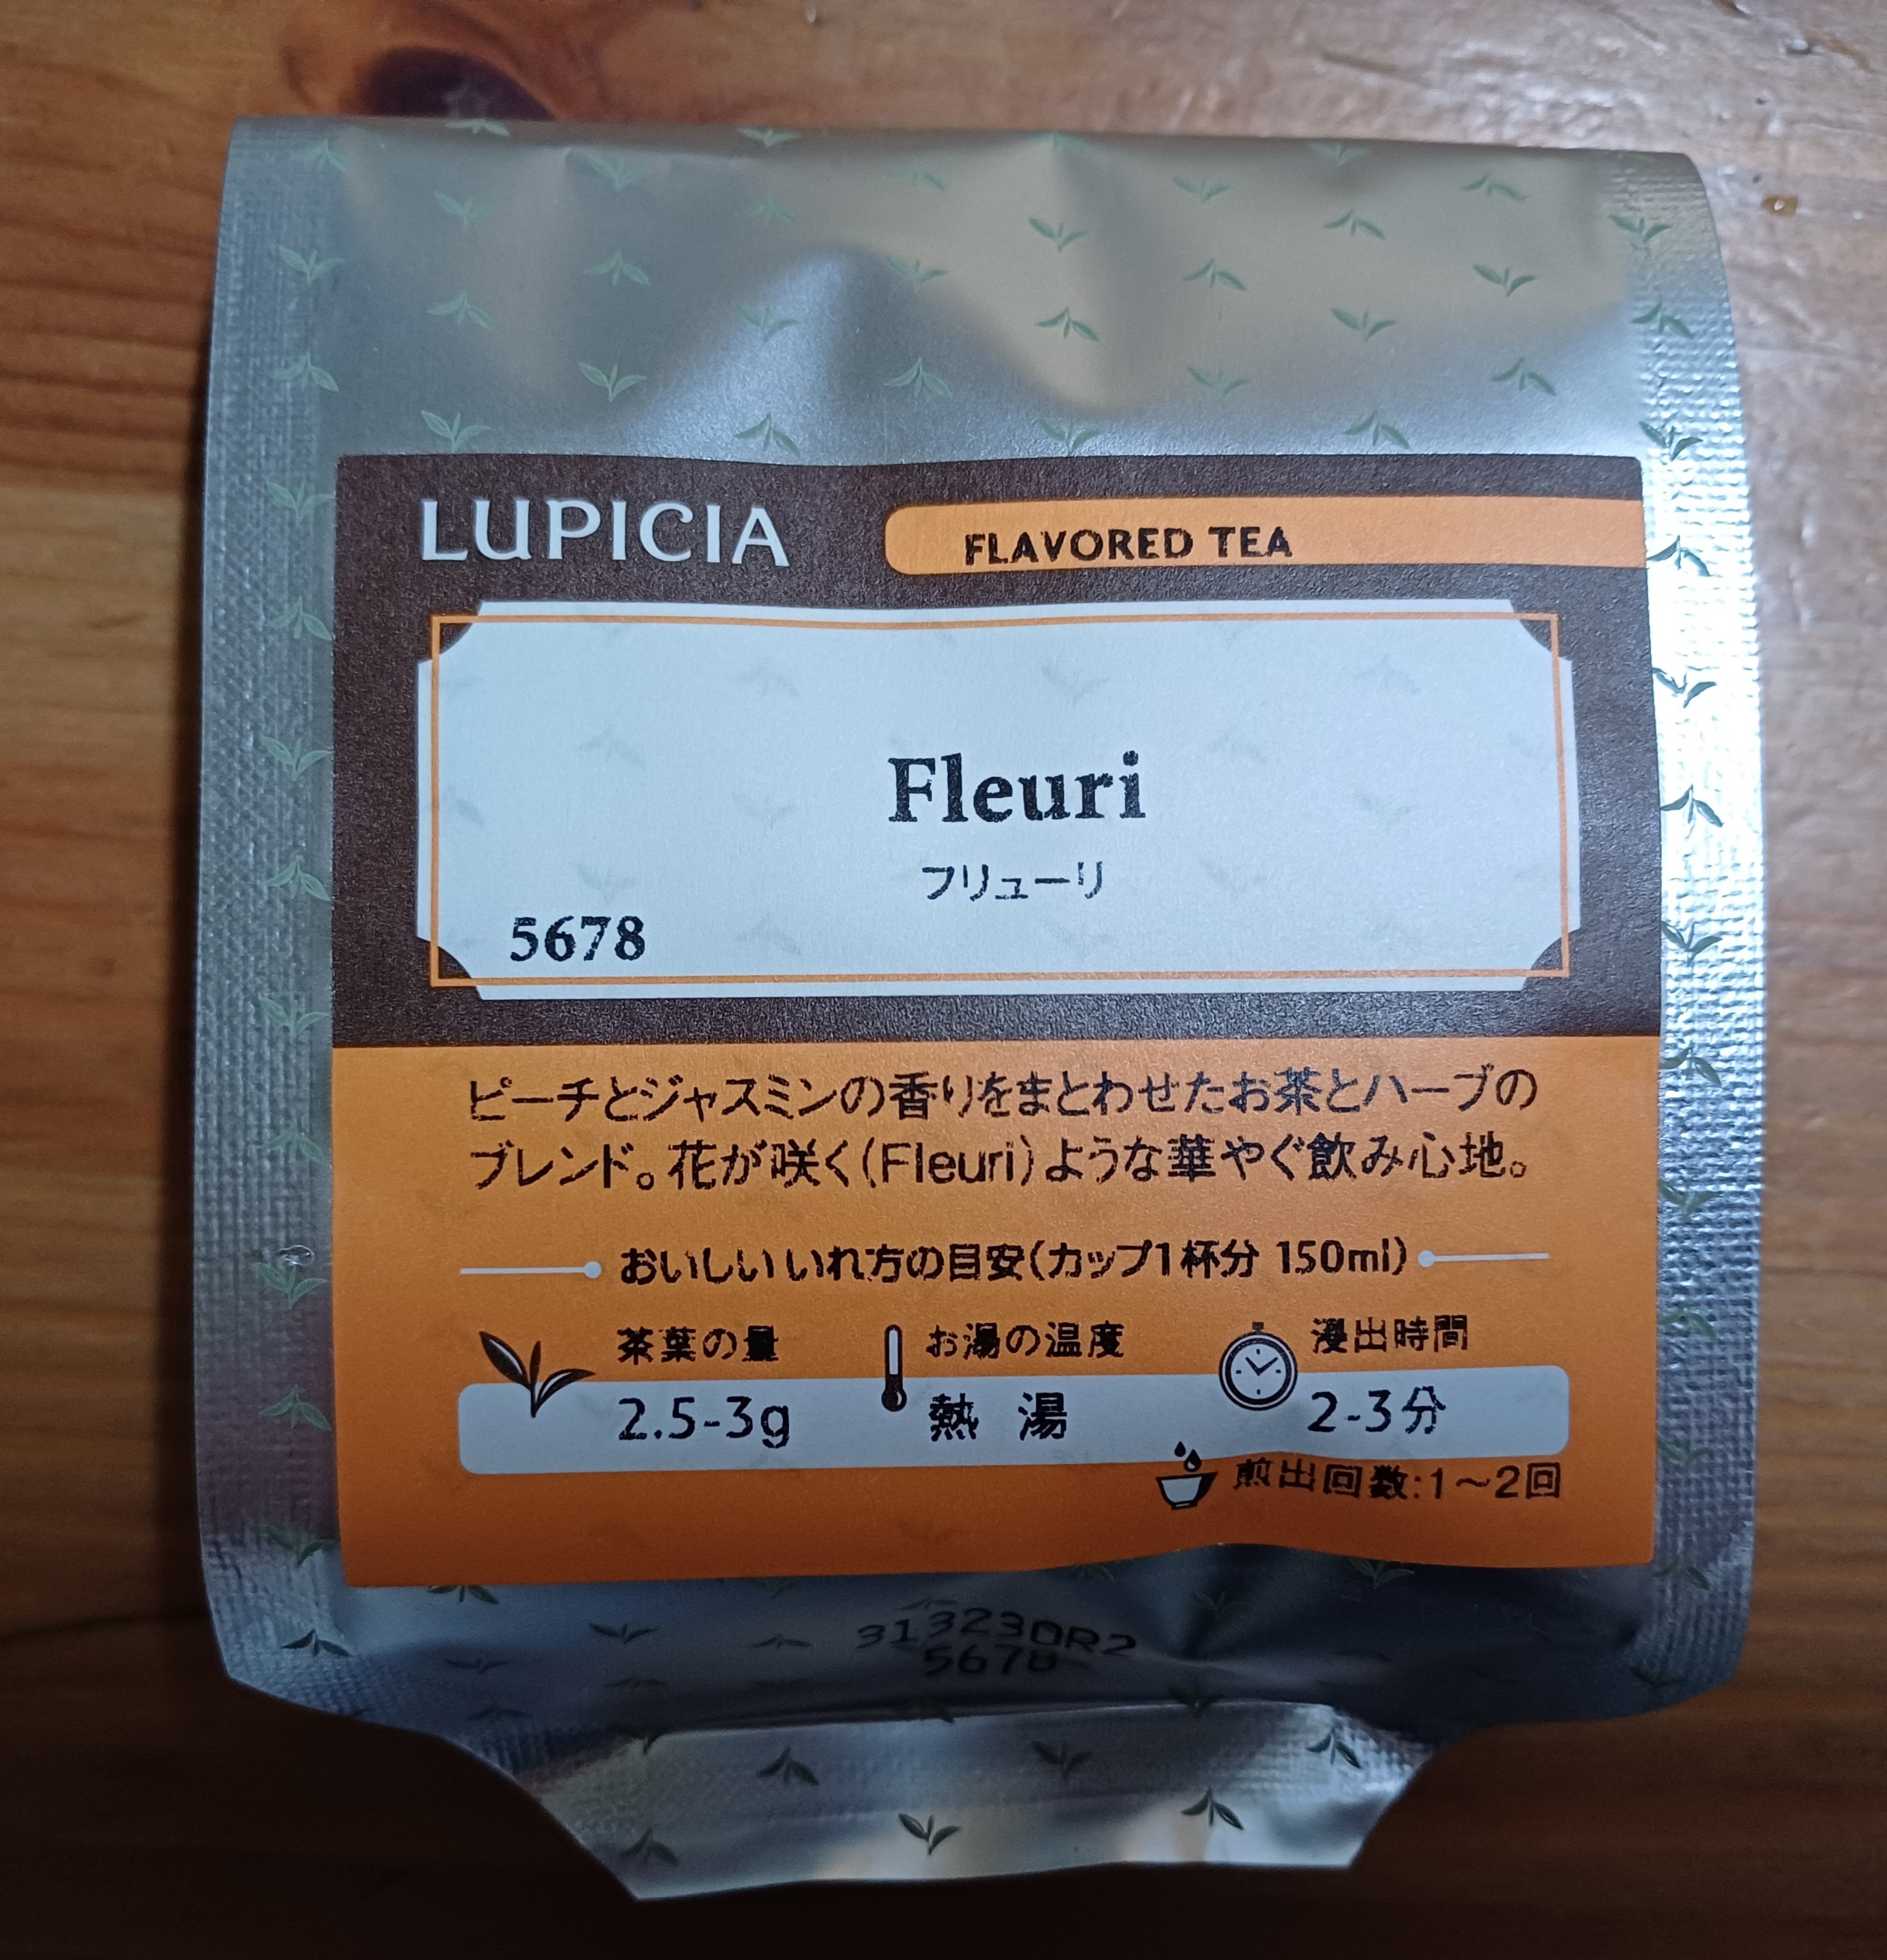 LUPICIA
FLAVORED TEA
Fleuri
フリューリ
5678
ピーチとジャスミンの香りをまとわせたお茶とハーブの
ブレンド。花が咲く(Fleuri)ような華やぐ飲み心地。
おいしいいれ方の目安(カップ1杯分 150ml)
茶葉の量 お湯の温度 浸出時間
2.5-3g 熱 湯 2-3分
煎出回数:1～2回
31323DR2
5678